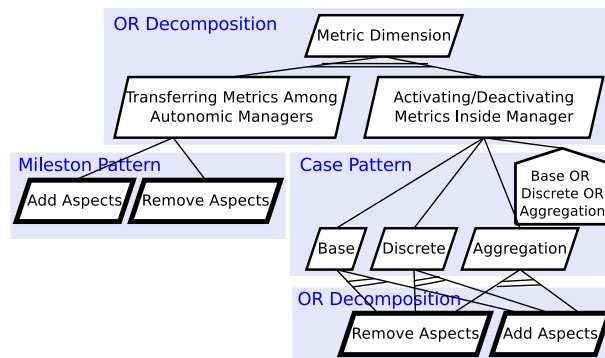 OR Decomposition
Metric Dimension
Transferring Metrics Among
Autonomic Managers
Activating/Deactivating
Metrics Inside Manager
Mileston Pattern
Add Aspects
Remove Aspects
Case Pattern
Base OR
Discrete OR
Aggregation
Base
Discrete
Aggregation
OR Decomposition
Remove Aspects
Add Aspects